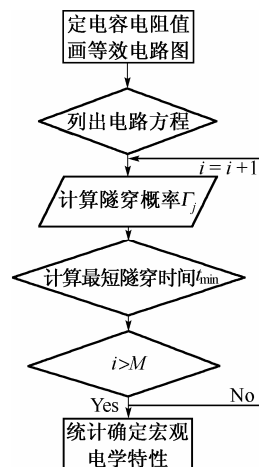 定电容电阻值
画等效电路图
列出电路方程
i = i+1
计算隧穿概率Γj
计算最短隧穿时间tmin
i>M
Yes
No
统计确定宏观
电学特性